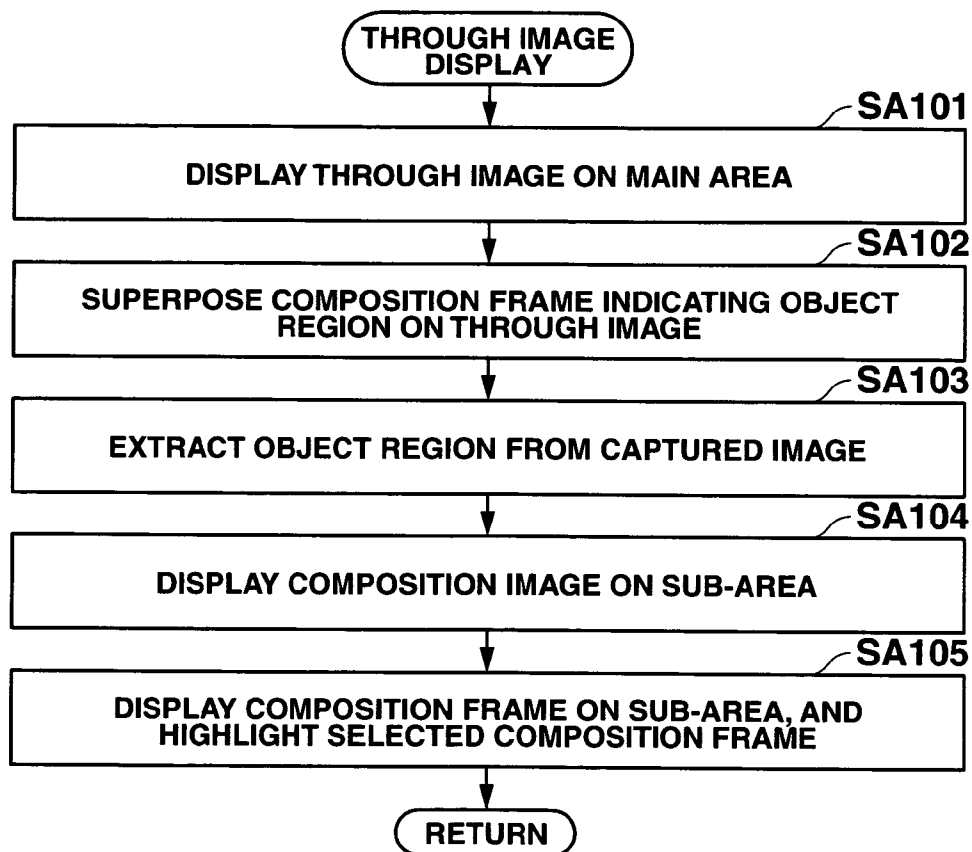 THROUGH IMAGE
DISPLAY
SA101
DISPLAY THROUGH IMAGE ON MAIN AREA
SA102
SUPERPOSE COMPOSITION FRAME INDICATING OBJECT
REGION ON THROUGH IMAGE
SA103
EXTRACT OBJECT REGION FROM CAPTURED IMAGE
SA104
DISPLAY COMPOSITION IMAGE ON SUB-AREA
SA105
DISPLAY COMPOSITION FRAME ON SUB-AREA, AND
HIGHLIGHT SELECTED COMPOSITION FRAME
RETURN